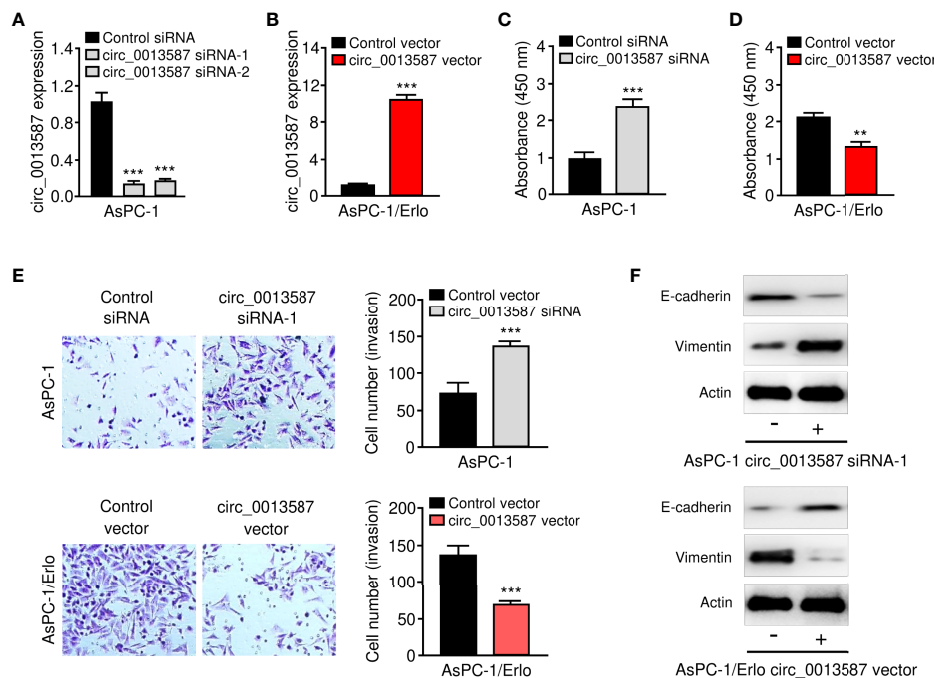 A
Control siRNA
circ_0013587 siRNA-1
circ_0013587 siRNA-2
circ_0013587 expression
1.4
1.2
0.8
0.4
0.0
***
***
AsPC-1
B
Control vector
circ_0013587 vector
circ_0013587 expression
14
12
8
4
0
***
AsPC-1/Erlo
C
Control siRNA
circ_0013587 siRNA
Absorbance (450 nm)
4
3
2
1
0
***
AsPC-1
D
Control vector
circ_0013587 vector
Absorbance (450 nm)
4
3
2
1
0
**
AsPC-1/Erlo
E
Control
siRNA
circ_0013587
siRNA-1
AsPC-1
Control vector
circ_0013587 siRNA
Cell number (invasion)
200
150
100
50
0
***
AsPC-1
Control
vector
circ_0013587
vector
AsPC-1/Erlo
Control vector
circ_0013587 vector
Cell number (invasion)
200
150
100
50
0
***
AsPC-1/Erlo
F
E-cadherin
Vimentin
Actin
- +
AsPC-1 circ_0013587 siRNA-1
E-cadherin
Vimentin
Actin
- +
AsPC-1/Erlo circ_0013587 vector